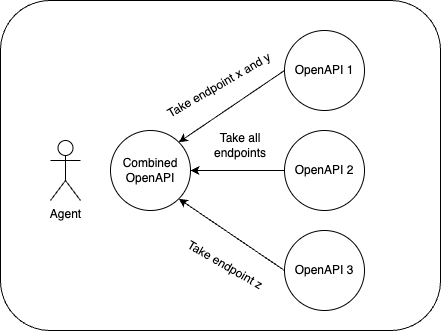 OpenAPI 1
Take endpoint x and y
Take all
endpoints
Combined
OpenAPI
OpenAPI 2
Agent
Take endpoint z
OpenAPI 3